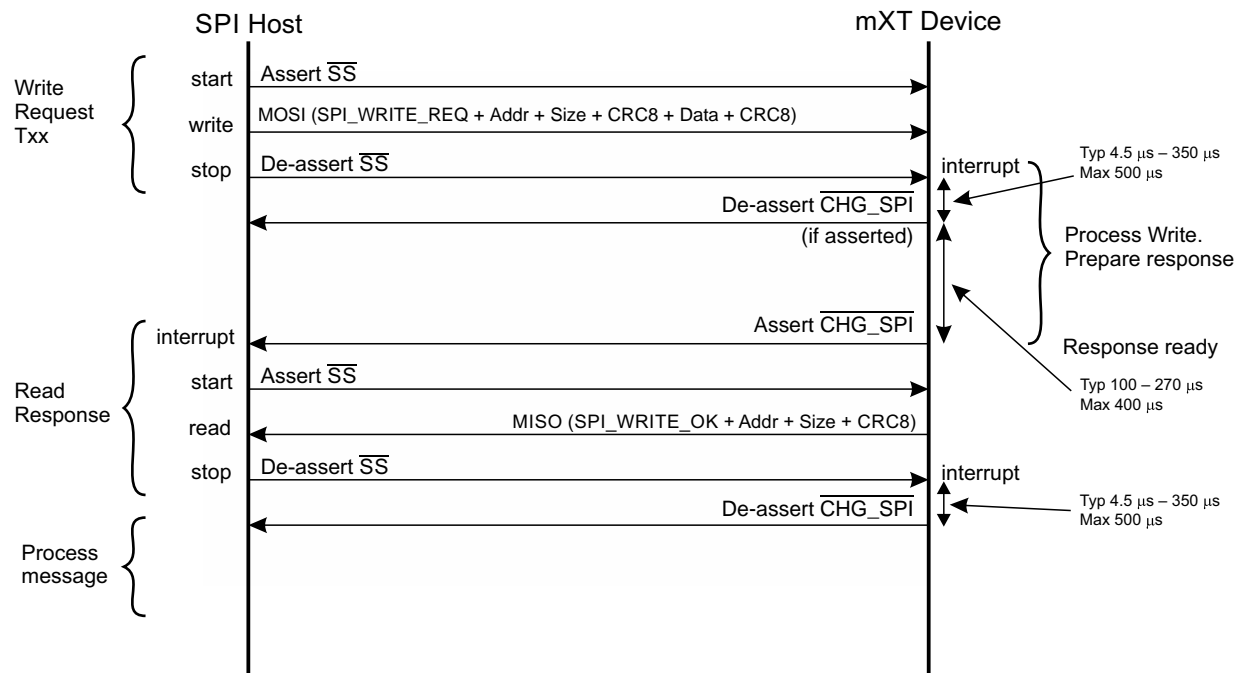 SPI Host
mXT Device
Write
Request
Txx
start
Assert SS
write
MOSI (SPI_WRITE_REQ + Addr + Size + CRC8 + Data + CRC8)
stop
De-assert SS
interrupt
Typ 4.5 μs – 350 μs
Max 500 μs
De-assert CHG_SPI
(if asserted)
Process Write.
Prepare response
interrupt
Assert CHG_SPI
Response ready
Read
Response
start
Assert SS
Typ 100 – 270 μs
Max 400 μs
read
MISO (SPI_WRITE_OK + Addr + Size + CRC8)
stop
De-assert SS
interrupt
De-assert CHG_SPI
Typ 4.5 μs – 350 μs
Max 500 μs
Process
message